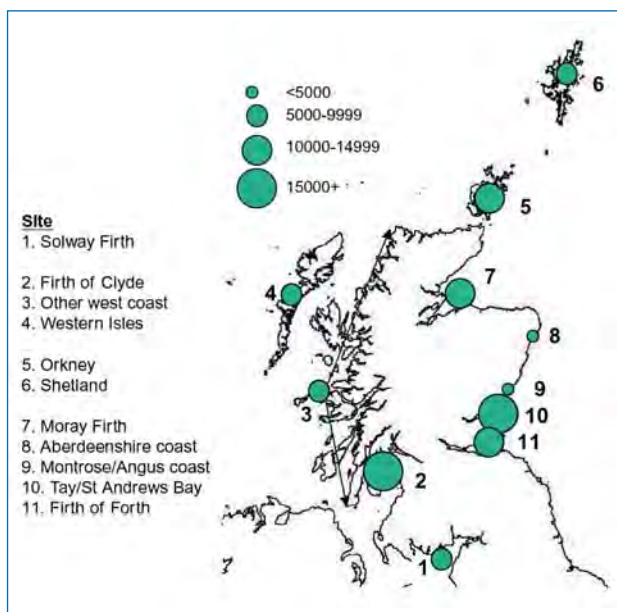 <5000
5000-9999
10000-14999
15000+
Site
1. Solway Firth
2. Firth of Clyde
3. Other west coast
4. Western Isles
5. Orkney
6. Shetland
7. Moray Firth
8. Aberdeenshire coast
9. Montrose/Angus coast
10. Tay/St Andrews Bay
11. Firth of Forth
6
5
4
7
8
9
10
11
3
2
1